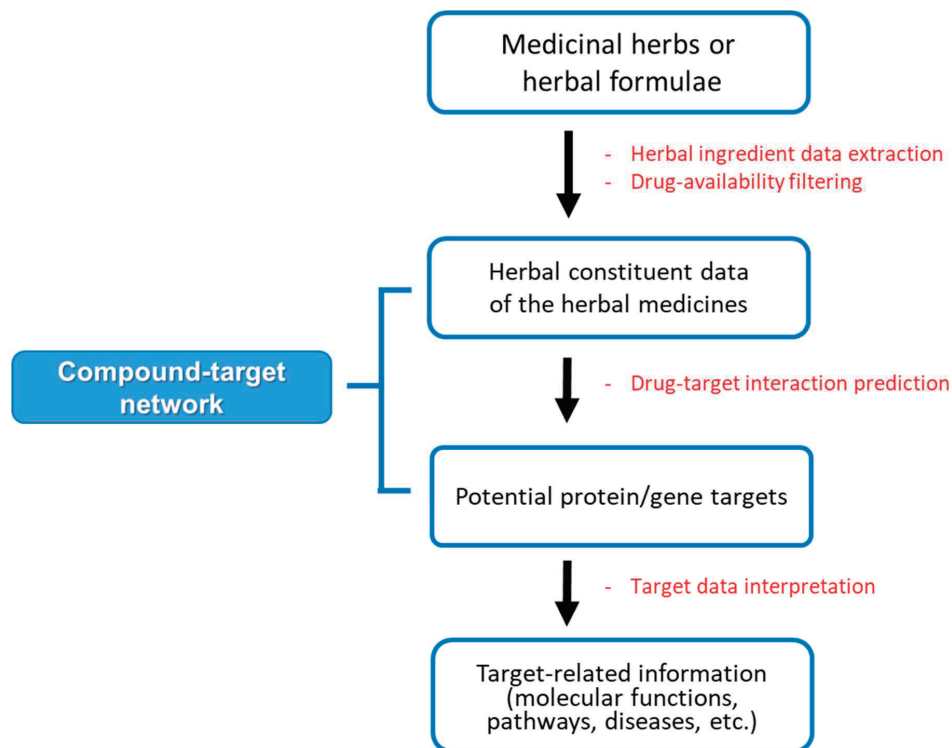 Medicinal herbs or
herbal formulae
- Herbal ingredient data extraction
- Drug-availability filtering
Herbal constituent data
of the herbal medicines
Compound-target
network
- Drug-target interaction prediction
Potential protein/gene targets
- Target data interpretation
Target-related information
(molecular functions,
pathways, diseases, etc.)